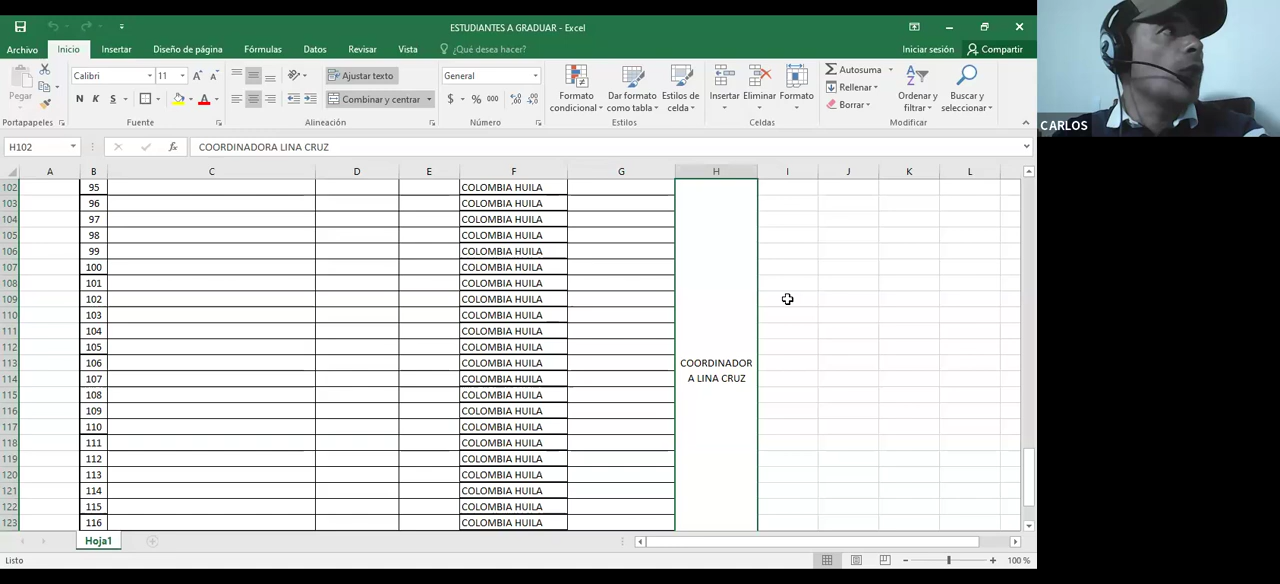 ESTUDIANTES A GRADUAR - Excel
Archivo Inicio Insertar Diseño de página Fórmulas Datos Revisar Vista ¿Qué desea hacer? Iniciar sesión Compartir
Pegar
Calibri 11
N K S
Ajustar texto
Combinar y centrar
General
$ % 000
Formato condicional
Dar formato como tabla
Estilos de celda
Insertar
Eliminar
Formato
Autosuma
Rellenar
Borrar
Ordenar y filtrar
Buscar y seleccionar
Portapapeles Fuente Alineación Número Estilos Celdas Modificar
CARLOS
H102 fx COORDINADORA LINA CRUZ
A B C D E F G H I J K L
102 95 COLOMBIA HUILA
103 96 COLOMBIA HUILA
104 97 COLOMBIA HUILA
105 98 COLOMBIA HUILA
106 99 COLOMBIA HUILA
107 100 COLOMBIA HUILA
108 101 COLOMBIA HUILA
109 102 COLOMBIA HUILA
110 103 COLOMBIA HUILA
111 104 COLOMBIA HUILA
112 105 COLOMBIA HUILA
113 106 COLOMBIA HUILA COORDINADOR
114 107 COLOMBIA HUILA A LINA CRUZ
115 108 COLOMBIA HUILA
116 109 COLOMBIA HUILA
117 110 COLOMBIA HUILA
118 111 COLOMBIA HUILA
119 112 COLOMBIA HUILA
120 113 COLOMBIA HUILA
121 114 COLOMBIA HUILA
122 115 COLOMBIA HUILA
123 116 COLOMBIA HUILA
Hoja1
Listo 100 %